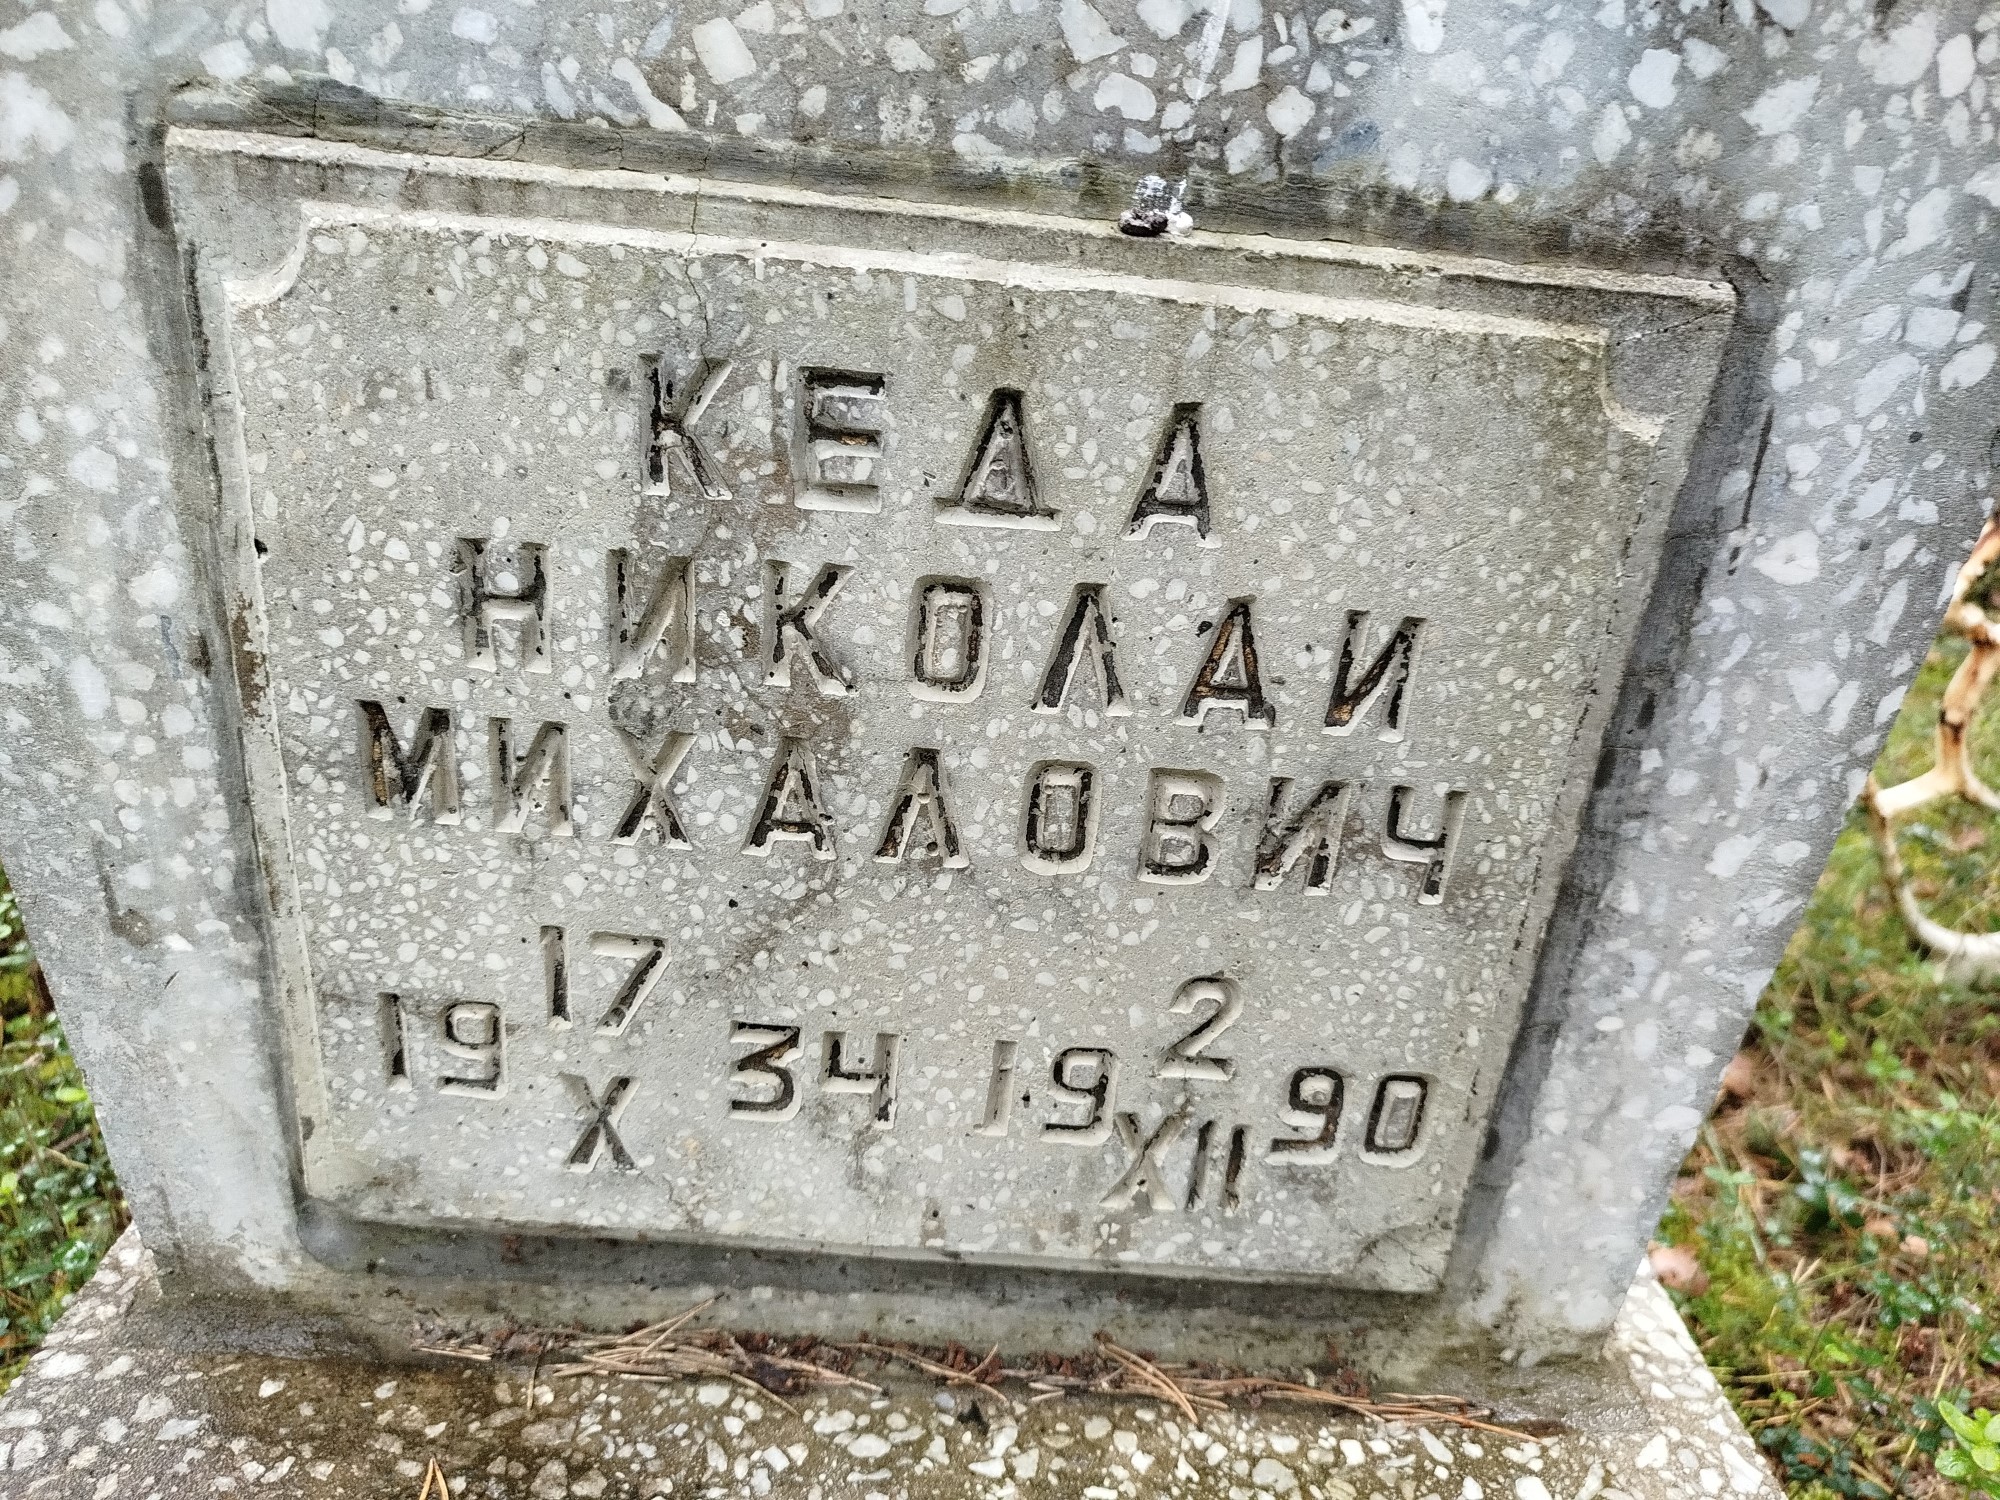 КЕДА
НИКОЛАИ
МИХАЛОВИЧ
19 17 X 34 19 2 XII 90